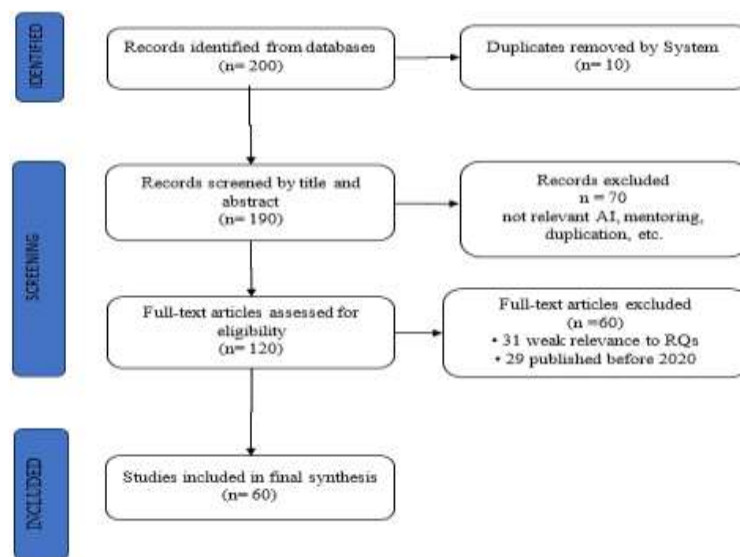 IDENTIFIED
Records identified from databases
(n= 200)
Duplicates removed by System
(n= 10)
SCREENING
Records screened by title and
abstract
(n= 190)
Records excluded
n = 70
not relevant AI, mentoring,
duplication, etc.
Full-text articles assessed for
eligibility
(n= 120)
Full-text articles excluded
(n =60)
• 31 weak relevance to RQs
• 29 published before 2020
INCLUDED
Studies included in final synthesis
(n= 60)